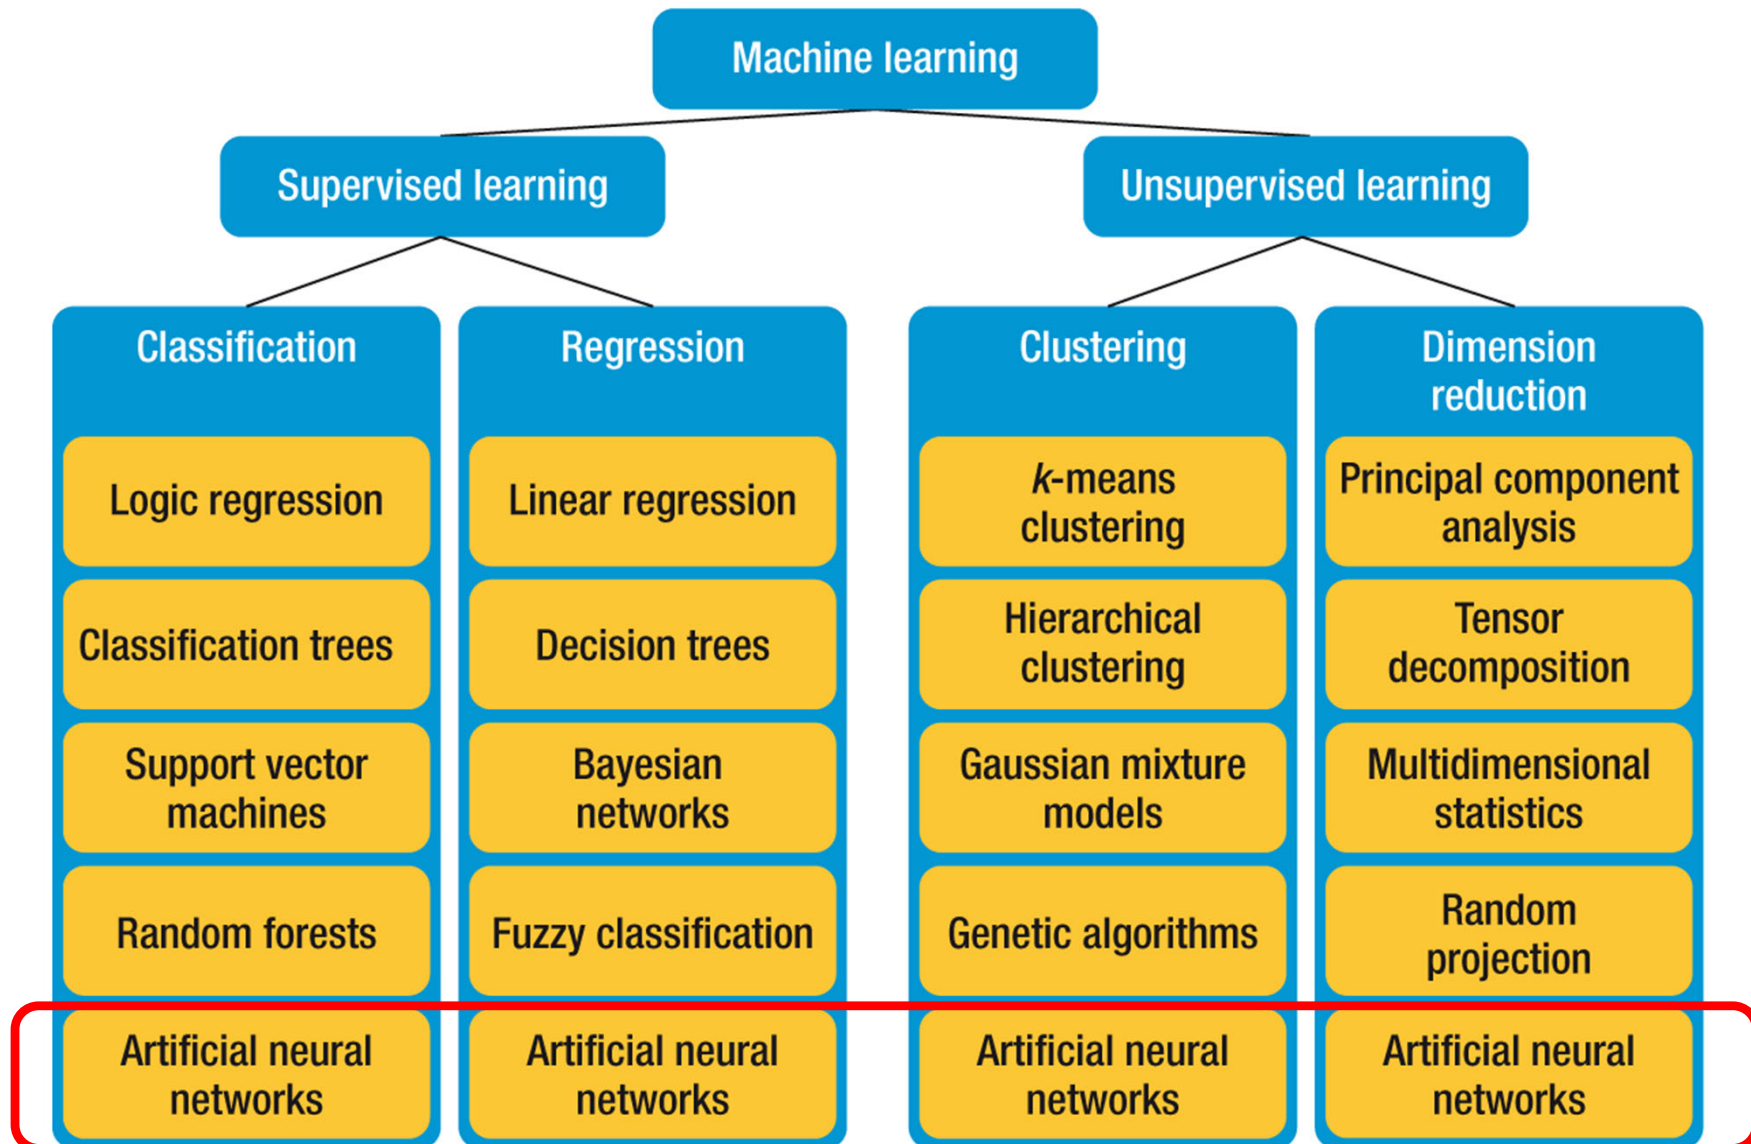 Machine learning
Supervised learning
Unsupervised learning
Classification
Logic regression
Classification trees
Support vector
machines
Random forests
Artificial neural
networks
Regression
Linear regression
Decision trees
Bayesian
networks
Fuzzy classification
Artificial neural
networks
Clustering
k-means
clustering
Hierarchical
clustering
Gaussian mixture
models
Genetic algorithms
Artificial neural
networks
Dimension
reduction
Principal component
analysis
Tensor
decomposition
Multidimensional
statistics
Random
projection
Artificial neural
networks